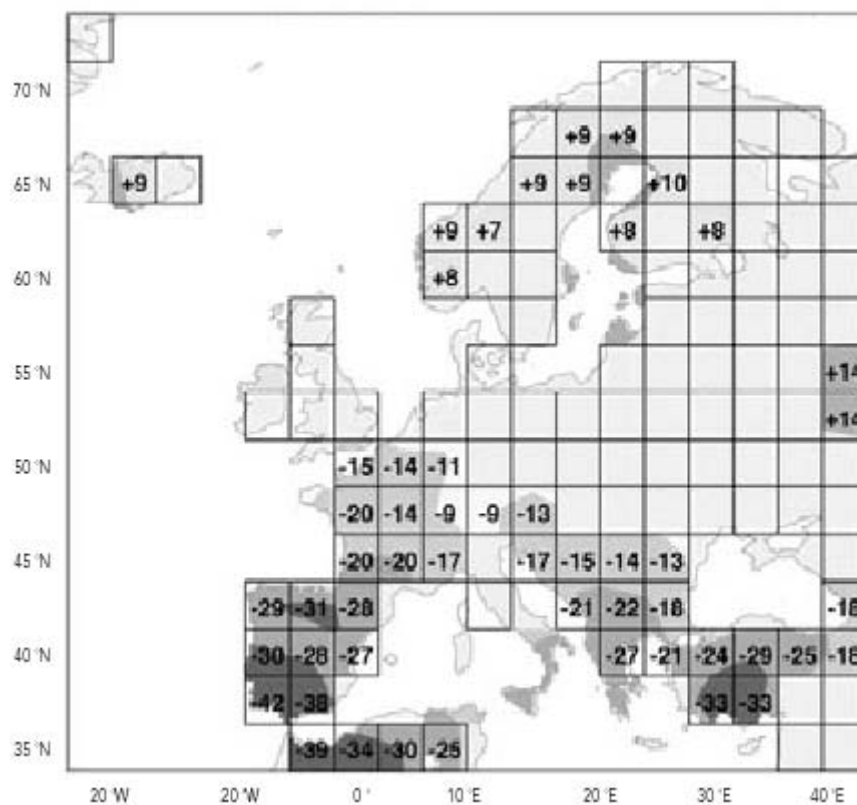 70 °N
+9 +9
65 °N
+9 +9 +9 +10
+9 +7 +8 +8
60 °N
+8
55 °N
+14
+14
50 °N
-15 -14 -11
-20 -14 -9 -9 -13
45 °N
-20 -20 -17 -17 -15 -14 -13
-29 -31 -28 -21 -22 -18 -18
40 °N
-30 -28 -27 -27 -21 -24 -29 -25 -18
-42 -38 -33 -33
35 °N
-39 -34 -30 -25
20 °W 20 °W 0 ° 10 °E 20 °E 30 °E 40 °E